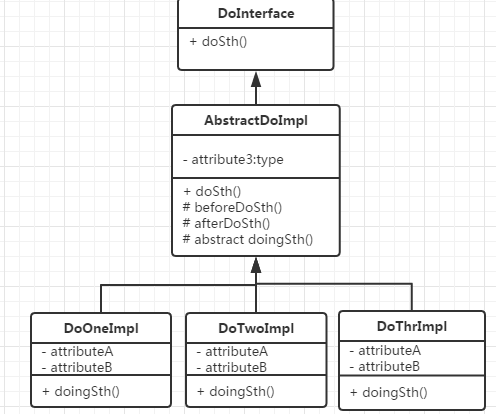 DoInterface
+ doSth()
AbstractDoImpl
- attribute3:type
+ doSth()
# beforeDoSth()
# afterDoSth()
# abstract doingSth()
DoOneImpl
- attributeA
- attributeB
+ doingSth()
DoTwoImpl
- attributeA
- attributeB
+ doingSth()
DoThrImpl
- attributeA
- attributeB
+ doingSth()